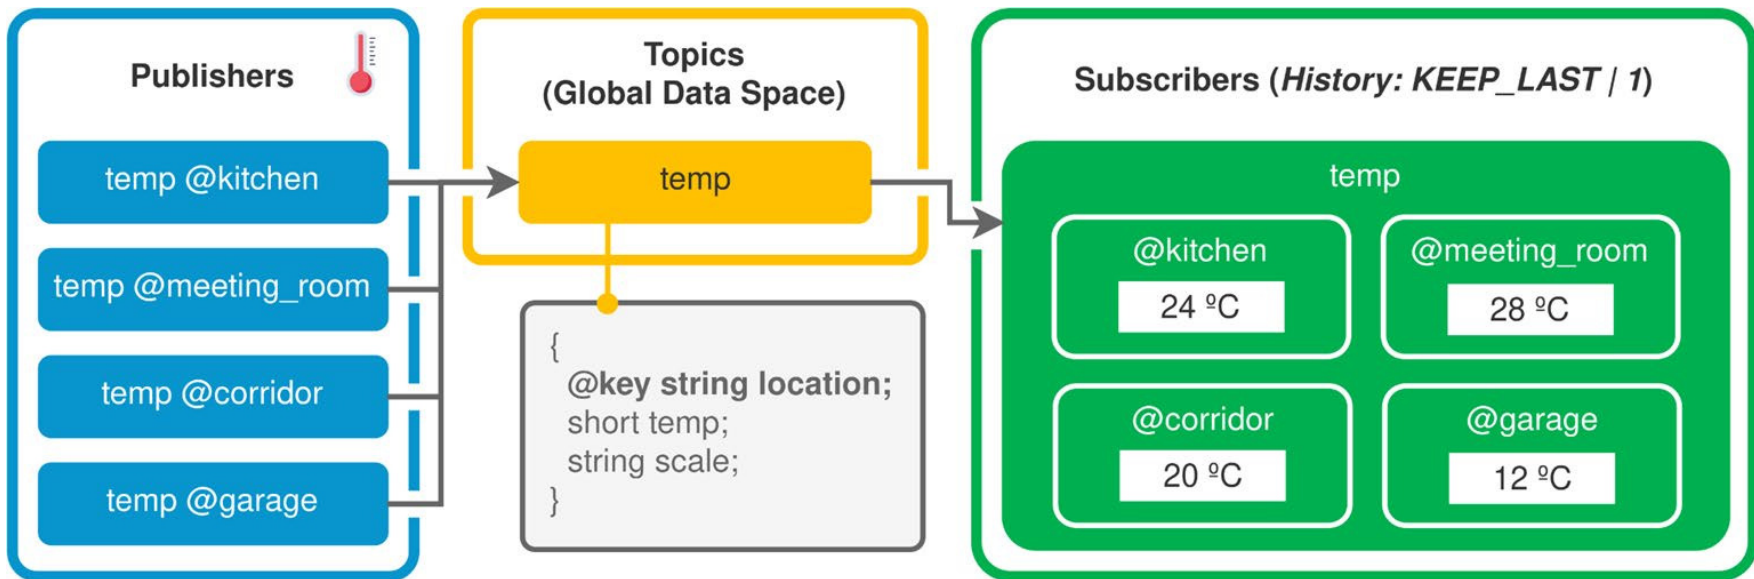 Publishers
temp @kitchen
temp @meeting_room
temp @corridor
temp @garage
Topics
(Global Data Space)
temp
{
@key string location;
short temp;
string scale;
}
Subscribers (History: KEEP_LAST | 1)
temp
@kitchen
24 ºC
@meeting_room
28 ºC
@corridor
20 ºC
@garage
12 ºC